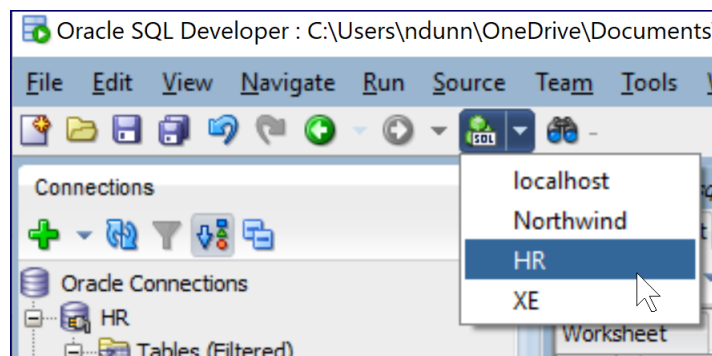 Oracle SQL Developer : C:\Users\ndunn\OneDrive\Documents\
File Edit View Navigate Run Source Team Tools
SQL
Connections
localhost
Northwind
HR
XE
Oracle Connections
HR
Tables (Filtered)
Worksheet